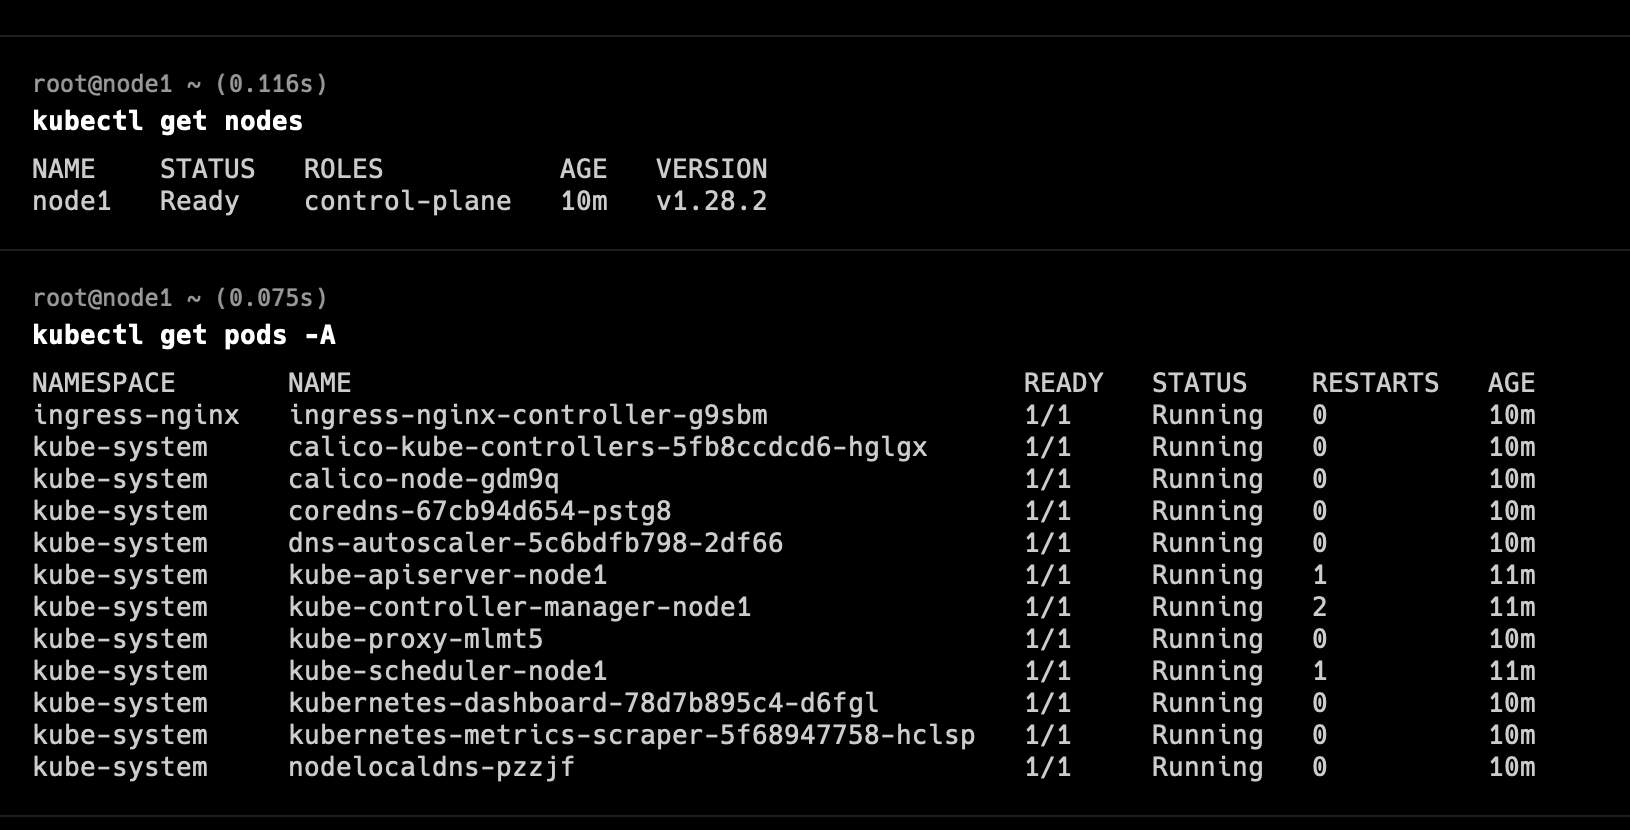 root@node1 ~ (0.116s)
kubectl get nodes
NAME    STATUS   ROLES           AGE   VERSION
node1   Ready    control-plane   10m   v1.28.2
root@node1 ~ (0.075s)
kubectl get pods -A
NAMESPACE       NAME                                          READY   STATUS    RESTARTS   AGE
ingress-nginx   ingress-nginx-controller-g9sbm                1/1     Running   0          10m
kube-system     calico-kube-controllers-5fb8ccdcd6-hglgx      1/1     Running   0          10m
kube-system     calico-node-gdm9q                             1/1     Running   0          10m
kube-system     coredns-67cb94d654-pstg8                      1/1     Running   0          10m
kube-system     dns-autoscaler-5c6bdfb798-2df66               1/1     Running   0          10m
kube-system     kube-apiserver-node1                          1/1     Running   1          11m
kube-system     kube-controller-manager-node1                 1/1     Running   2          11m
kube-system     kube-proxy-mlmt5                              1/1     Running   0          10m
kube-system     kube-scheduler-node1                          1/1     Running   1          11m
kube-system     kubernetes-dashboard-78d7b895c4-d6fgl         1/1     Running   0          10m
kube-system     kubernetes-metrics-scraper-5f68947758-hclsp   1/1     Running   0          10m
kube-system     nodelocaldns-pzzjf                            1/1     Running   0          10m